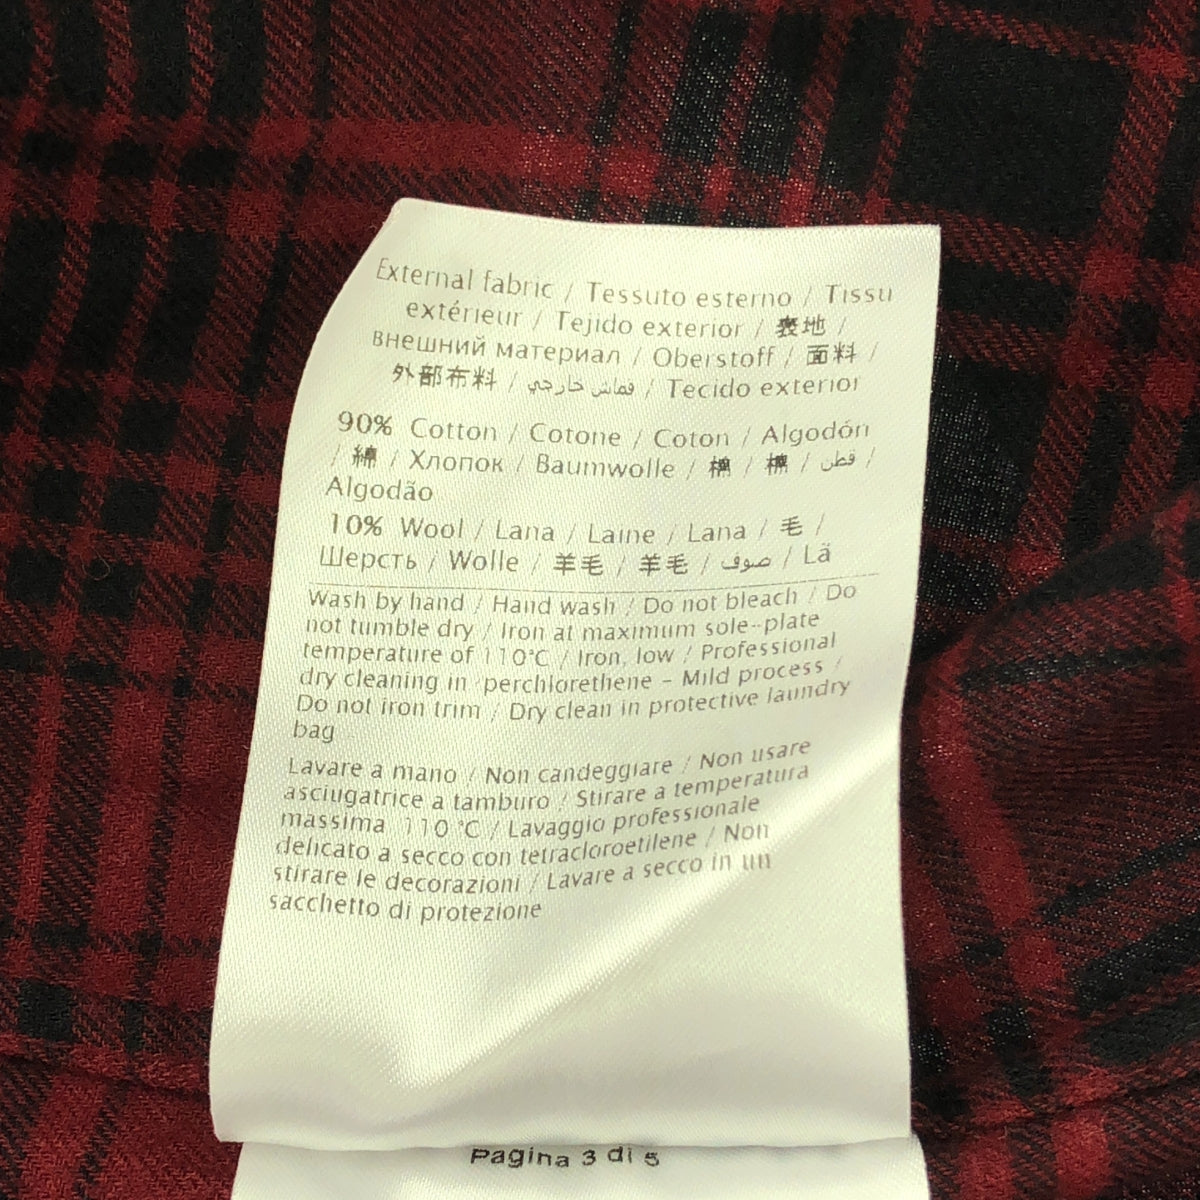 External fabric / Tessuto esterno / Tissu
extérieur / Tejido exterior / 表地 /
внешний материал / Oberstoff / 面料 /
外部布料 / قماش خارجي / Tecido exterior
90% Cotton / Cotone / Coton / Algodón
/ 綿 / Хлопок / Baumwolle / 棉 / 棉 / قطن /
Algodão
10% Wool / Lana / Laine / Lana / 毛 /
Шерсть / Wolle / 羊毛 / 羊毛 / صوف / Lã
Wash by hand / Hand wash / Do not bleach / Do
not tumble dry / Iron at maximum sole-plate
temperature of 110°C / Iron, low / Professional
dry cleaning in perchlorethene - Mild process /
Do not iron trim / Dry clean in protective laundry
bag
Lavare a mano / Non candeggiare / Non usare
asciugatrice a tamburo / Stirare a temperatura
massima 110 °C / Lavaggio professionale
delicato a secco con tetracloroetilene / Non
stirare le decorazioni / Lavare a secco in un
sacchetto di protezione
Pagina 3 di 5